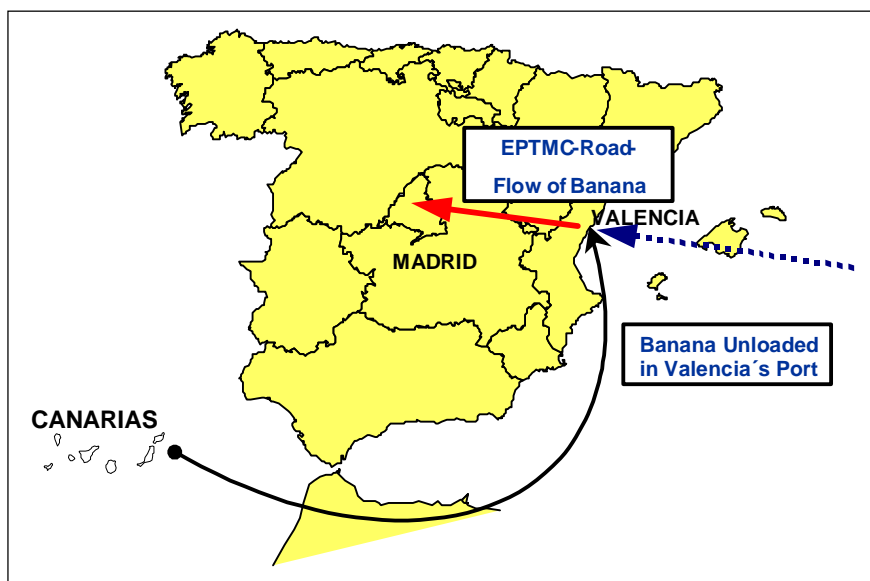 EPTMC-Road-
Flow of Banana
VALENCIA
MADRID
Banana Unloaded
in Valencia´s Port
CANARIAS